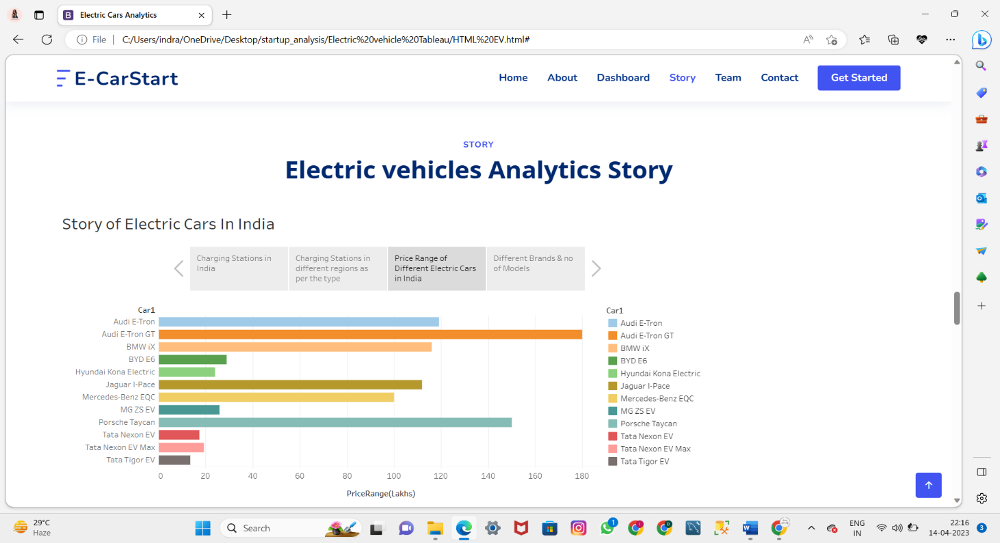 Electric Cars Analytics
File
C:/Users/indra/OneDrive/Desktop/startup_analysis/Electric%20vehicle%20Tableau/HTML%20EV.html#
E-CarStart
Home About Dashboard Story Team Contact Get Started
STORY
Electric vehicles Analytics Story
Story of Electric Cars In India
Charging Stations in
India
Charging Stations in
different regions as
per the type
Price Range of
Different Electric Cars
in India
Different Brands & no
of Models
Car1
Audi E-Tron
Audi E-Tron GT
BMW iX
BYD E6
Hyundai Kona Electric
Jaguar I-Pace
Mercedes-Benz EQC
MG ZS EV
Porsche Taycan
Tata Nexon EV
Tata Nexon EV Max
Tata Tigor EV
0 20 40 60 80 100 120 140 160 180
PriceRange(Lakhs)
Car1
Audi E-Tron
Audi E-Tron GT
BMW iX
BYD E6
Hyundai Kona Electric
Jaguar I-Pace
Mercedes-Benz EQC
MG ZS EV
Porsche Taycan
Tata Nexon EV
Tata Nexon EV Max
Tata Tigor EV
29°C
Haze
Search
1
ENG
IN
22:16
14-04-2023
3